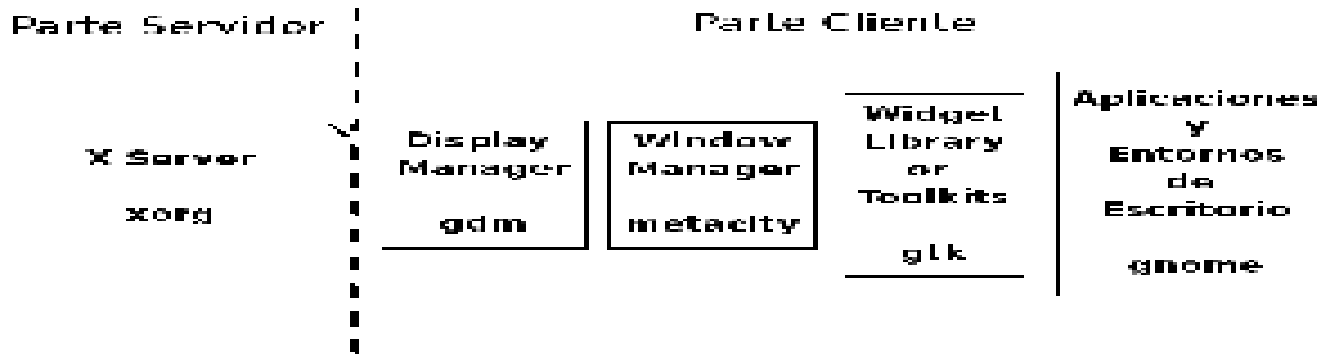 Parte Servidor
Parte Cliente
X Server
xorg
Display
Manager
gdm
Window
Manager
metacity
Widget
Library
or
Toolkits
gtk
Aplicaciones
y
Entornos
de
Escritorio
gnome